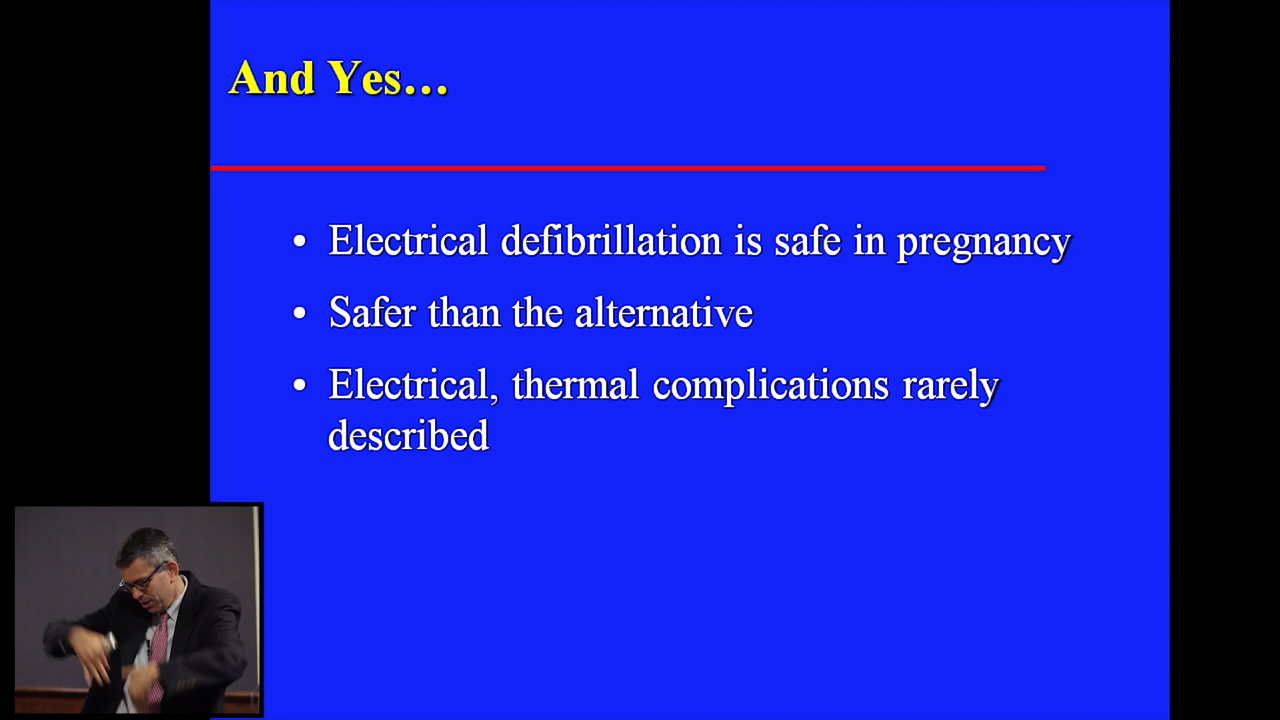 And Yes…
• Electrical defibrillation is safe in pregnancy
• Safer than the alternative
• Electrical, thermal complications rarely
described